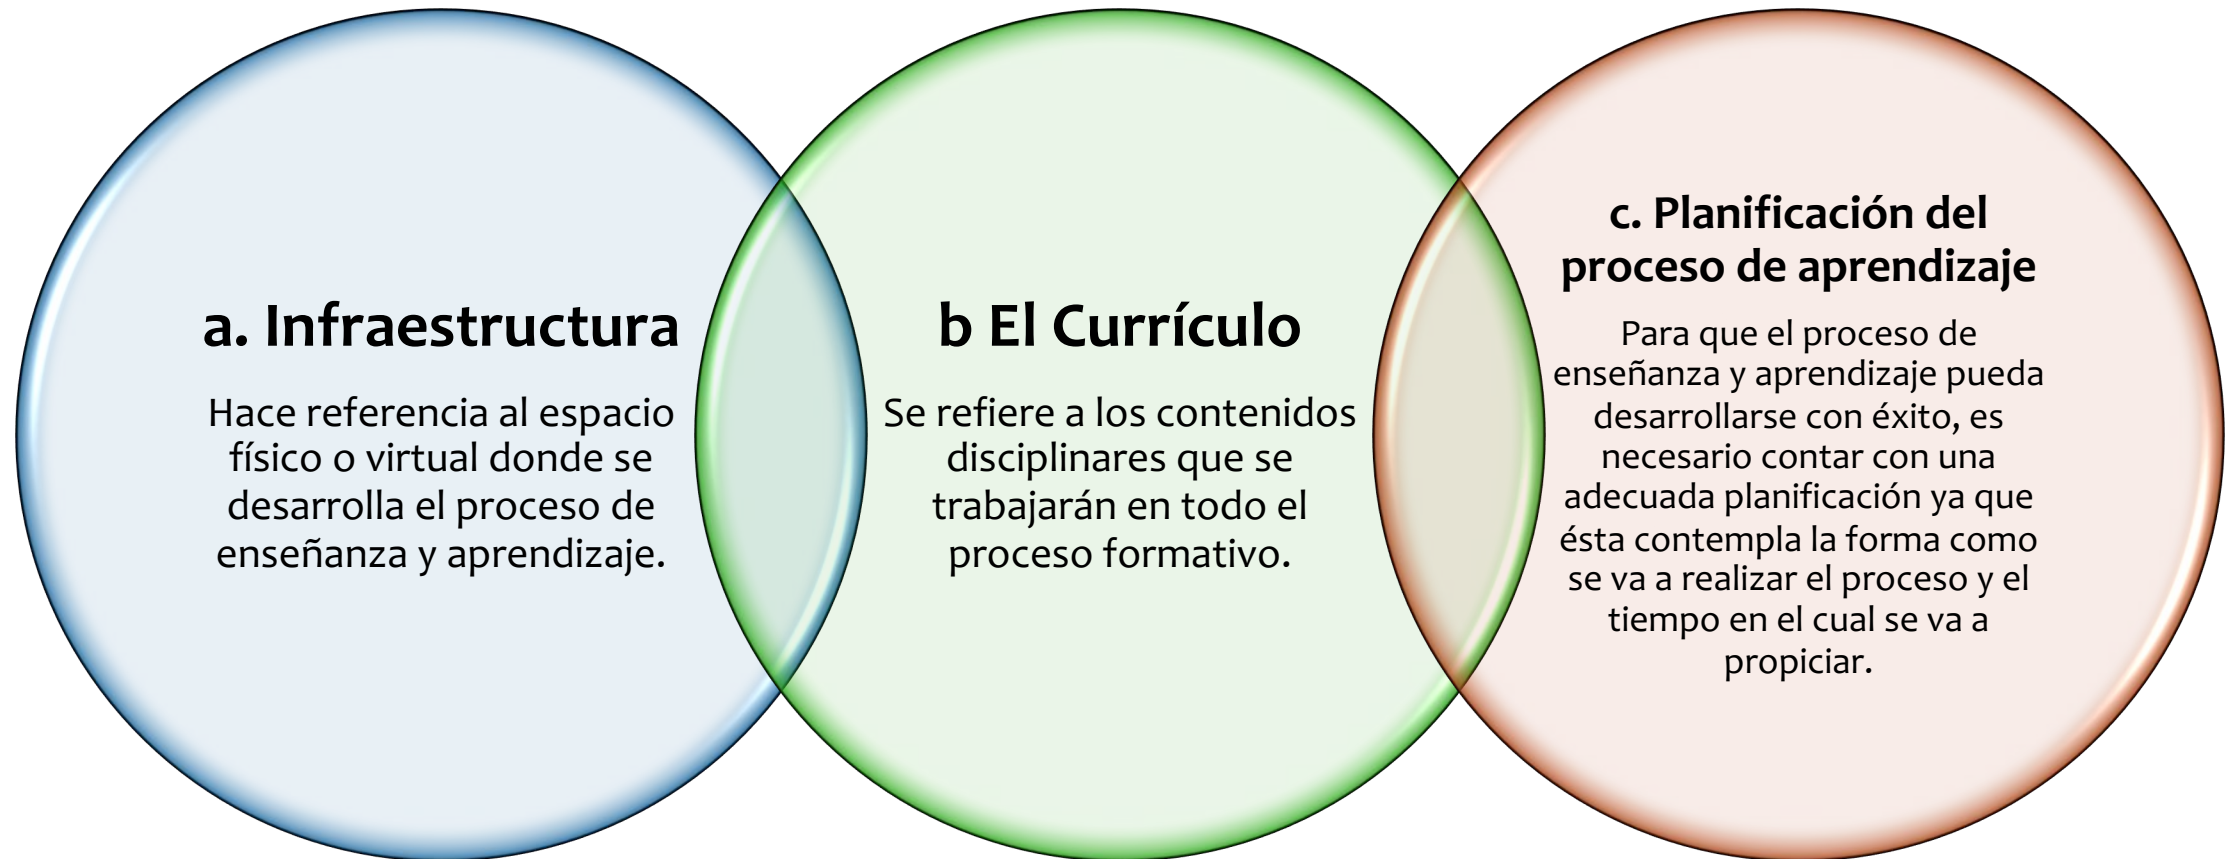 a. Infraestructura
Hace referencia al espacio
físico o virtual donde se
desarrolla el proceso de
enseñanza y aprendizaje.
b El Currículo
Se refiere a los contenidos
disciplinares que se
trabajarán en todo el
proceso formativo.
c. Planificación del
proceso de aprendizaje
Para que el proceso de
enseñanza y aprendizaje pueda
desarrollarse con éxito, es
necesario contar con una
adecuada planificación ya que
ésta contempla la forma como
se va a realizar el proceso y el
tiempo en el cual se va a
propiciar.